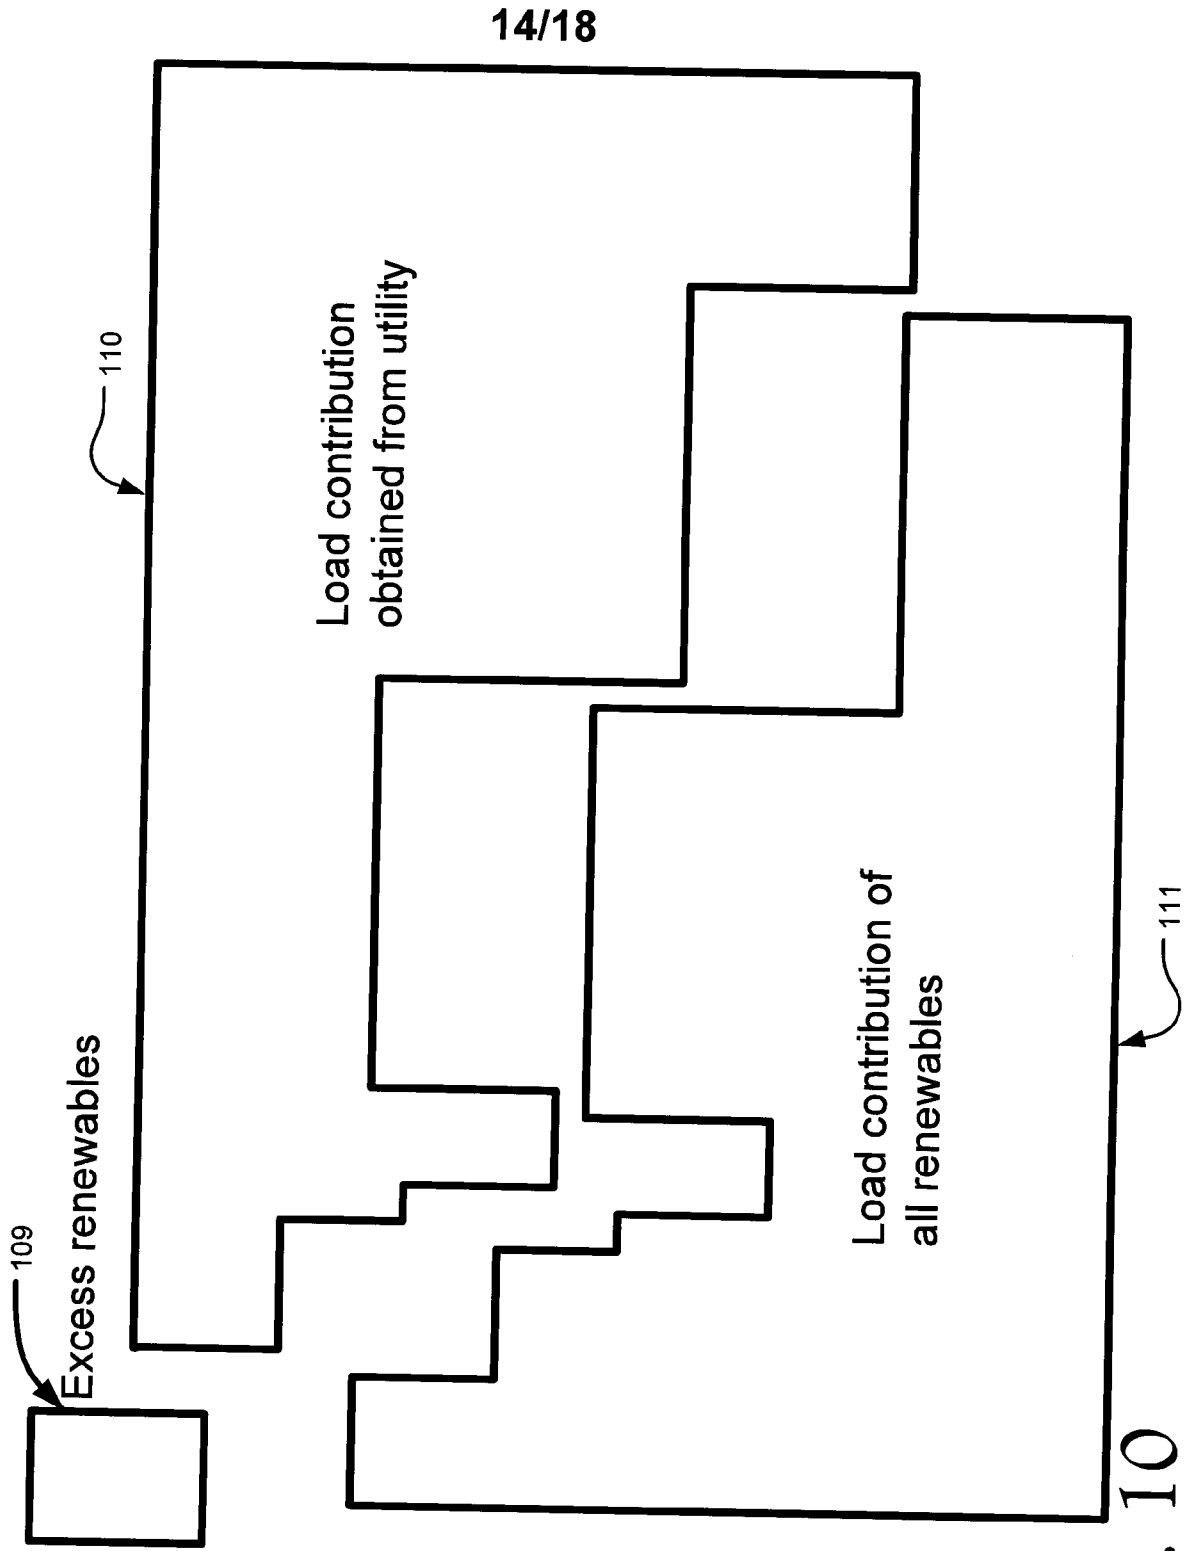 14/18
109
Excess renewables
110
Load contribution
obtained from utility
Load contribution of
all renewables
111
. 10